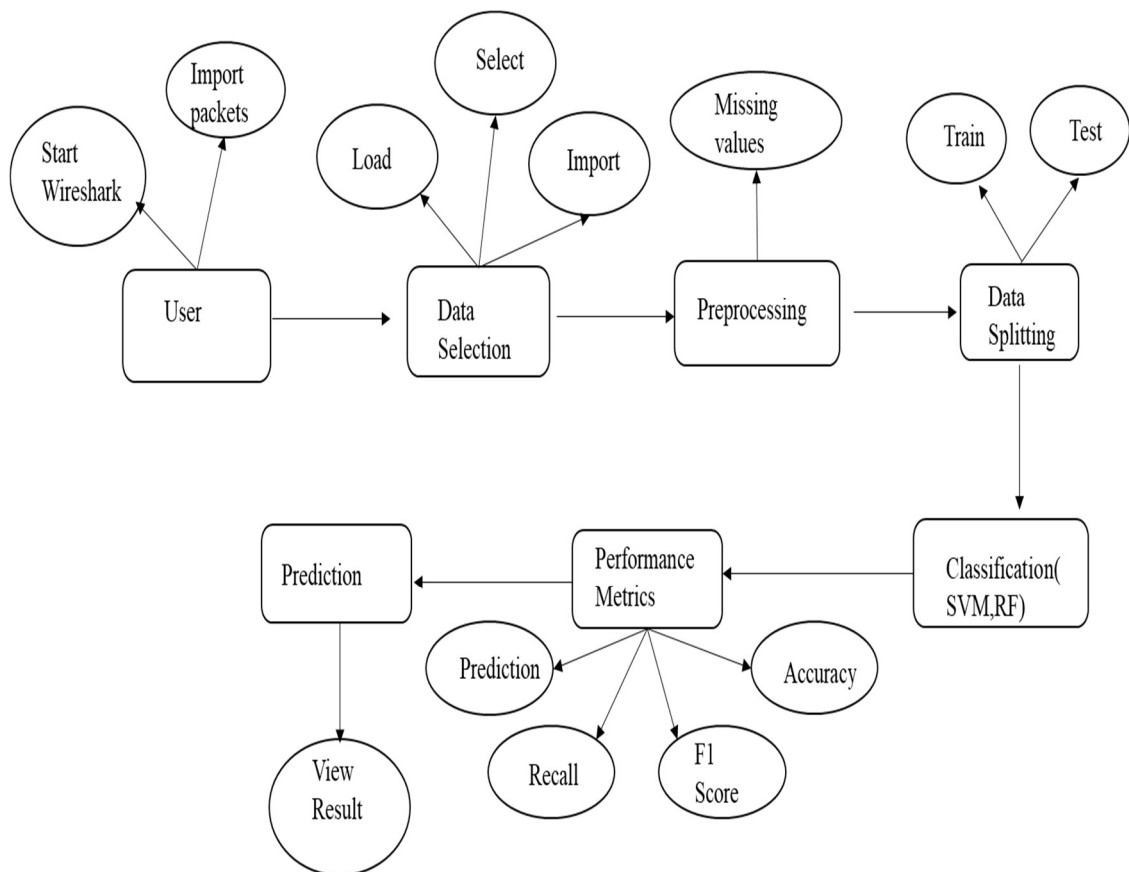 Import
packets
Start
Wireshark
Select
Load
Import
Missing
values
Train
Test
User
Data
Selection
Preprocessing
Data
Splitting
Classification(
SVM,RF)
Performance
Metrics
Prediction
Prediction
Recall
F1
Score
Accuracy
View
Result